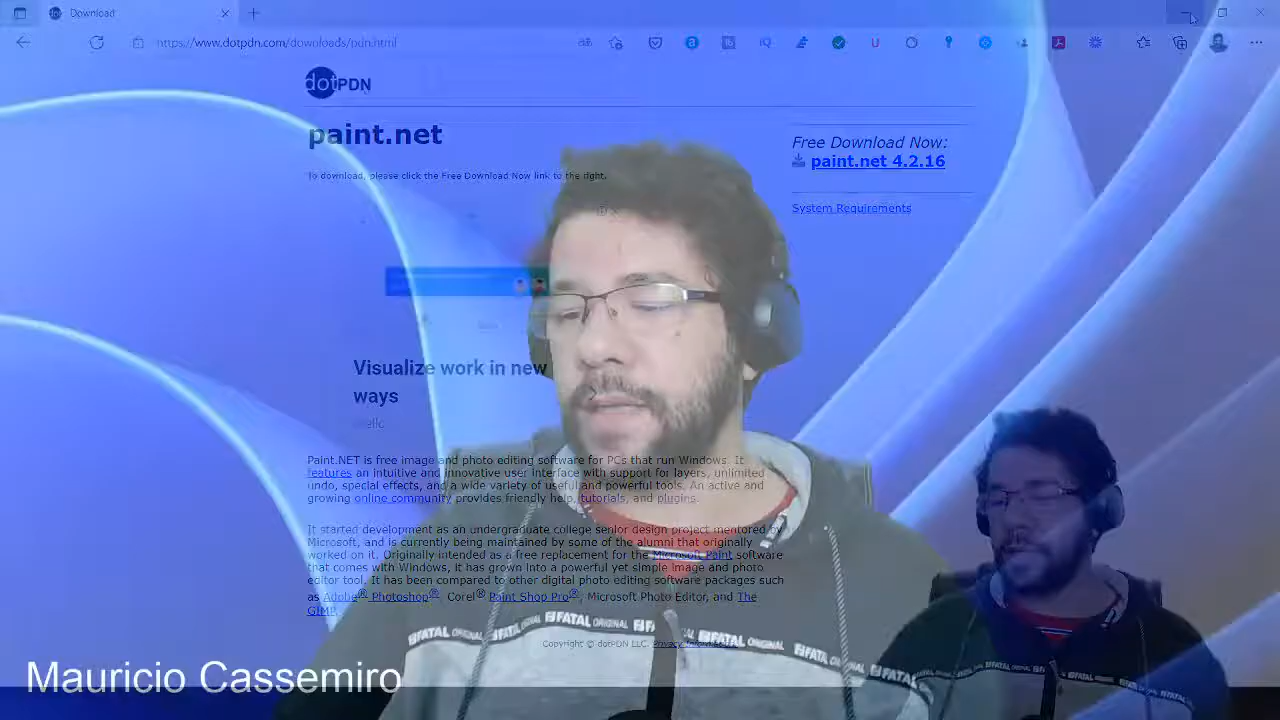 Download
https://www.dotpdn.com/downloads/pdn.html
dotPDN
paint.net
Free Download Now:
paint.net 4.2.16
To download, please click the Free Download Now link to the right.
System Requirements
Visualize work in new
ways
Paint.NET is free image and photo editing software for PCs that run Windows. It
features an intuitive and innovative user interface with support for layers, unlimited
undo, special effects, and a wide variety of useful and powerful tools. An active and
growing online community provides friendly help, tutorials, and plugins.
It started development as an undergraduate college senior design project mentored by
Microsoft, and is currently being maintained by some of the alumni that originally
worked on it. Originally intended as a free replacement for the Microsoft Paint software
that comes with Windows, it has grown into a powerful yet simple image and photo
editor tool. It has been compared to other digital photo editing software packages such
as Adobe® Photoshop®, Corel® Paint Shop Pro®, Microsoft Photo Editor, and The
GIMP.
FATAL ORIGINAL FATAL ORIGINAL FATAL ORIGINAL
Copyright © dotPDN LLC. Privacy
FATAL ORIGINAL
Mauricio Cassemiro